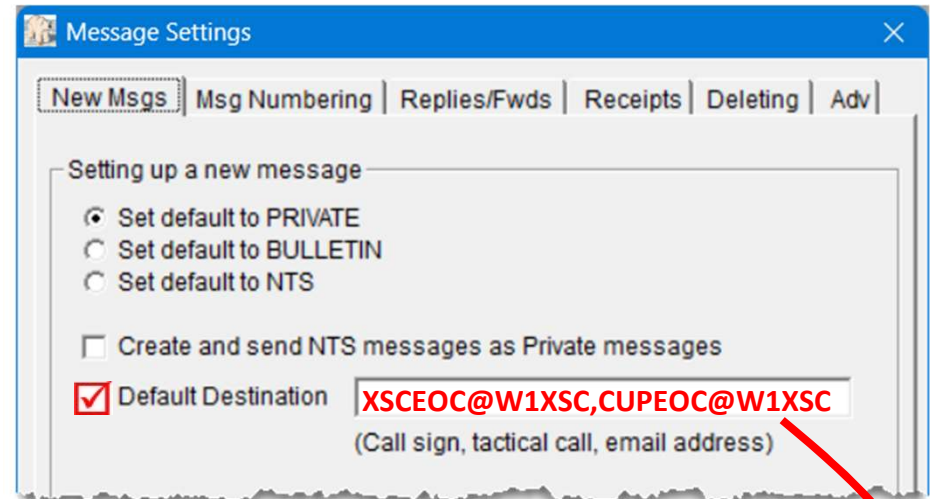 Message Settings
New Msgs Msg Numbering Replies/Fwds Receipts Deleting Adv
Setting up a new message
Set default to PRIVATE
Set default to BULLETIN
Set default to NTS
Create and send NTS messages as Private messages
Default Destination XSCEOC@W1XSC,CUPEOC@W1XSC
(Call sign, tactical call, email address)